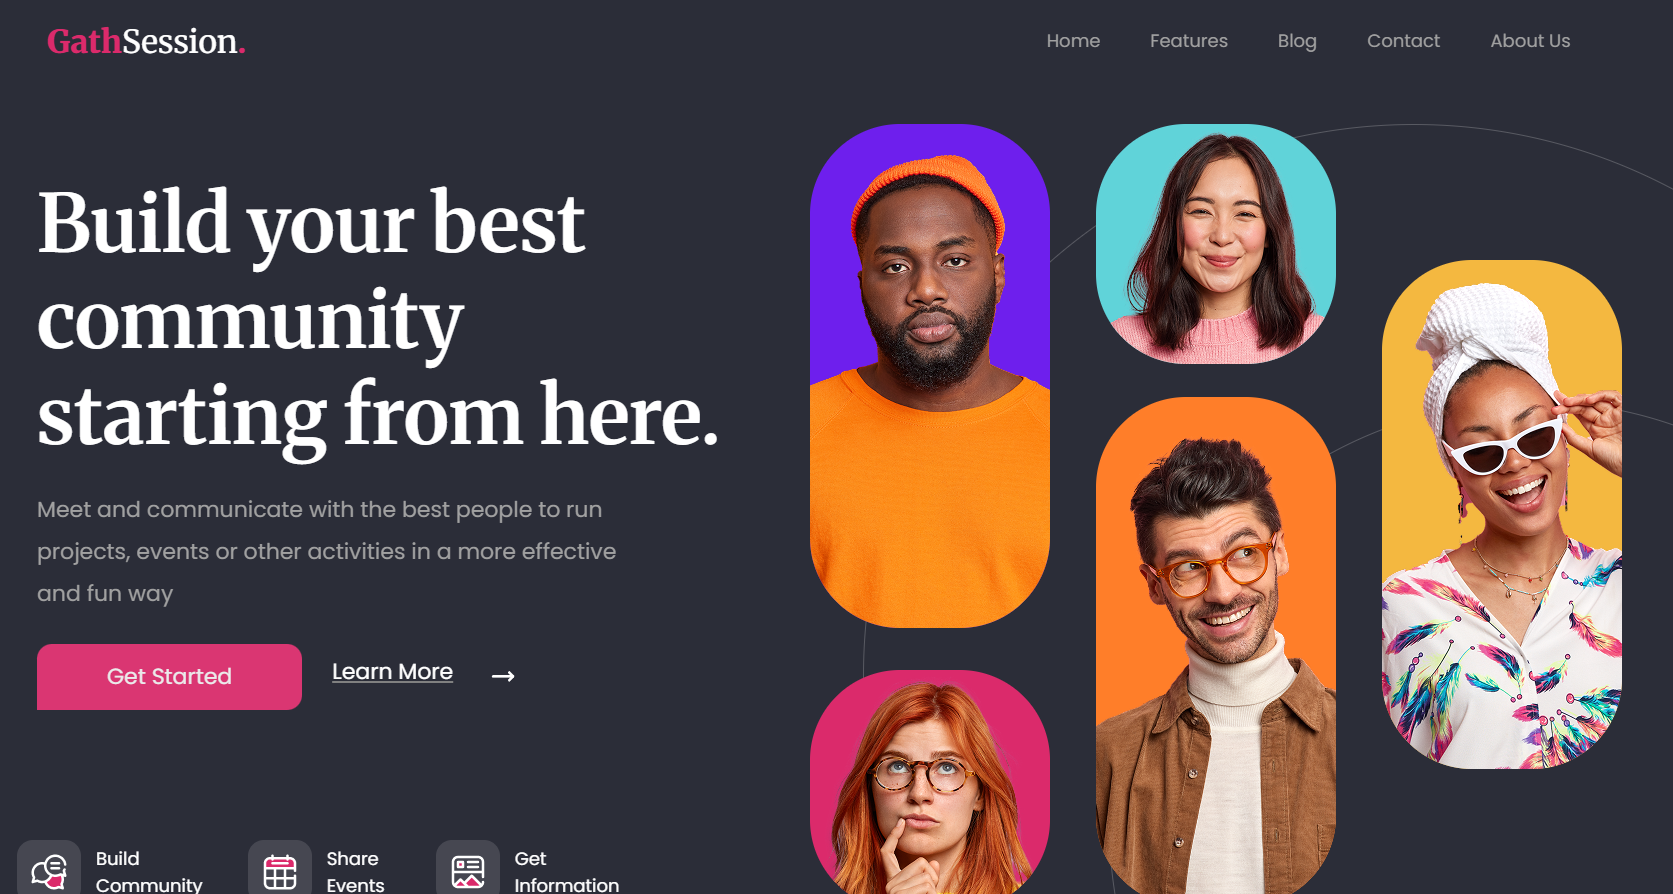 GathSession.
Home Features Blog Contact About Us
Build your best
community
starting from here.
Meet and communicate with the best people to run
projects, events or other activities in a more effective
and fun way
Get Started
Learn More →
Build
Community
Share
Events
Get
Information